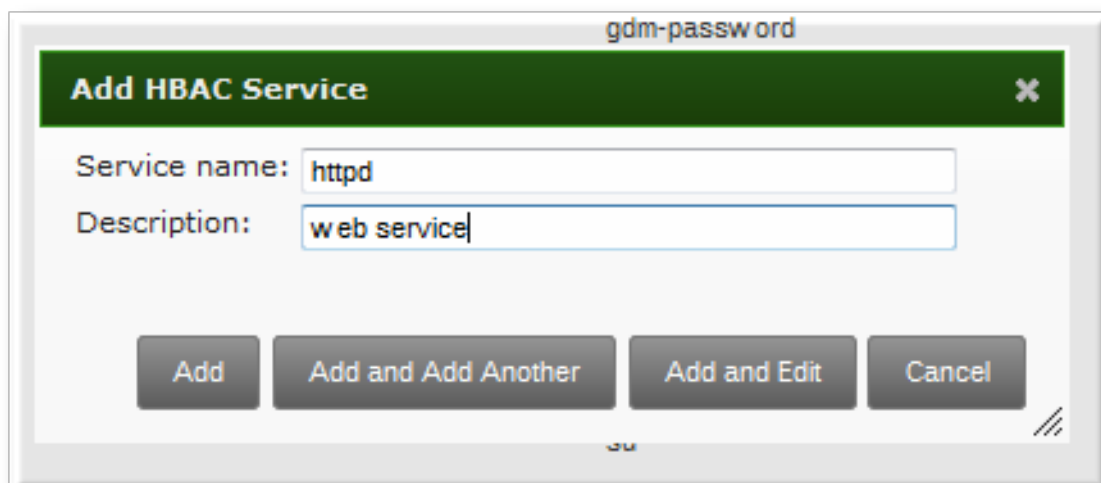 gdm-password
Add HBAC Service
Service name: httpd
Description: web service
Add Add and Add Another Add and Edit Cancel